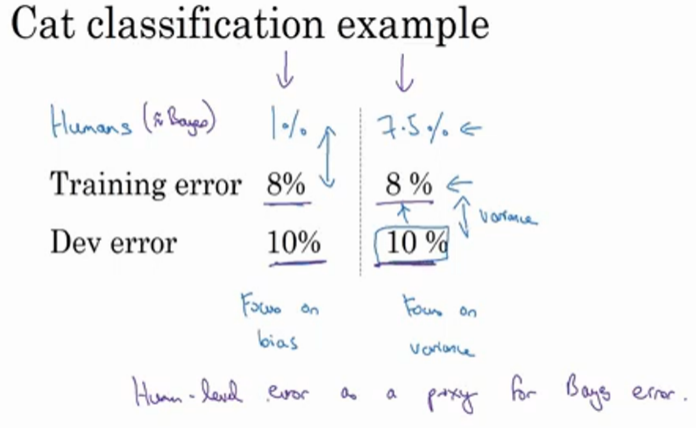 Cat classification example
Humans (≈ Bayes) 1% 7.5%
Training error 8% 8 %
variance
Dev error 10% 10 %
Focus on bias
Focus on variance
Human-level error as a proxy for Bayes error.